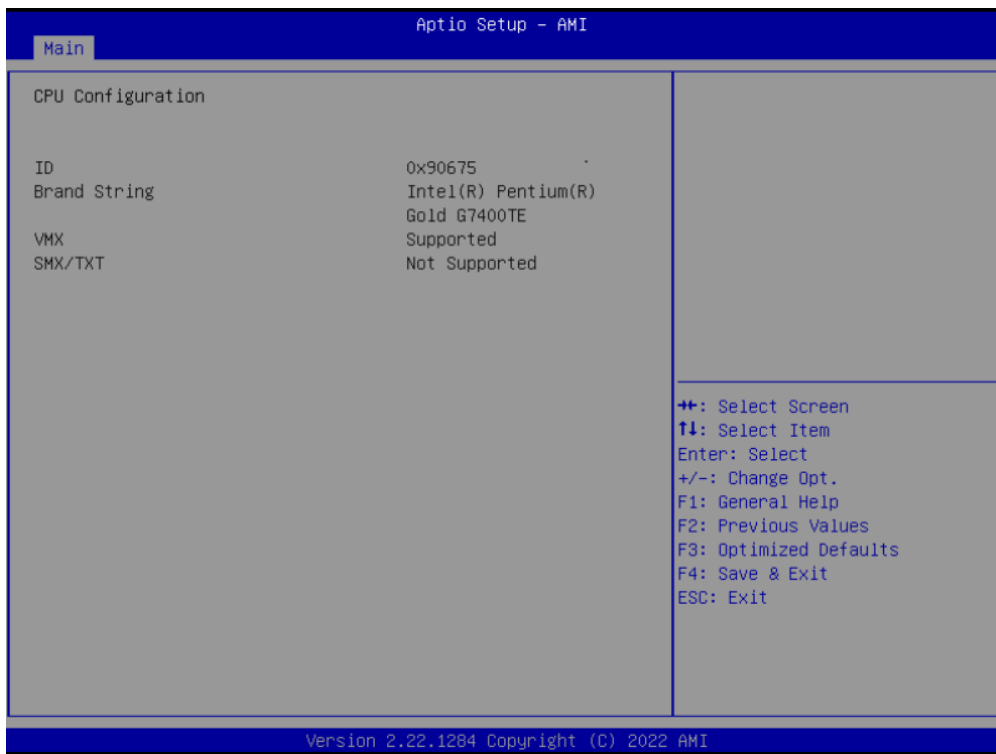 Aptio Setup – AMI
Main
CPU Configuration
ID 0x90675
Brand String Intel(R) Pentium(R)
Gold G7400TE
VMX Supported
SMX/TXT Not Supported
→←: Select Screen
↑↓: Select Item
Enter: Select
+/-: Change Opt.
F1: General Help
F2: Previous Values
F3: Optimized Defaults
F4: Save & Exit
ESC: Exit
Version 2.22.1284 Copyright (C) 2022 AMI